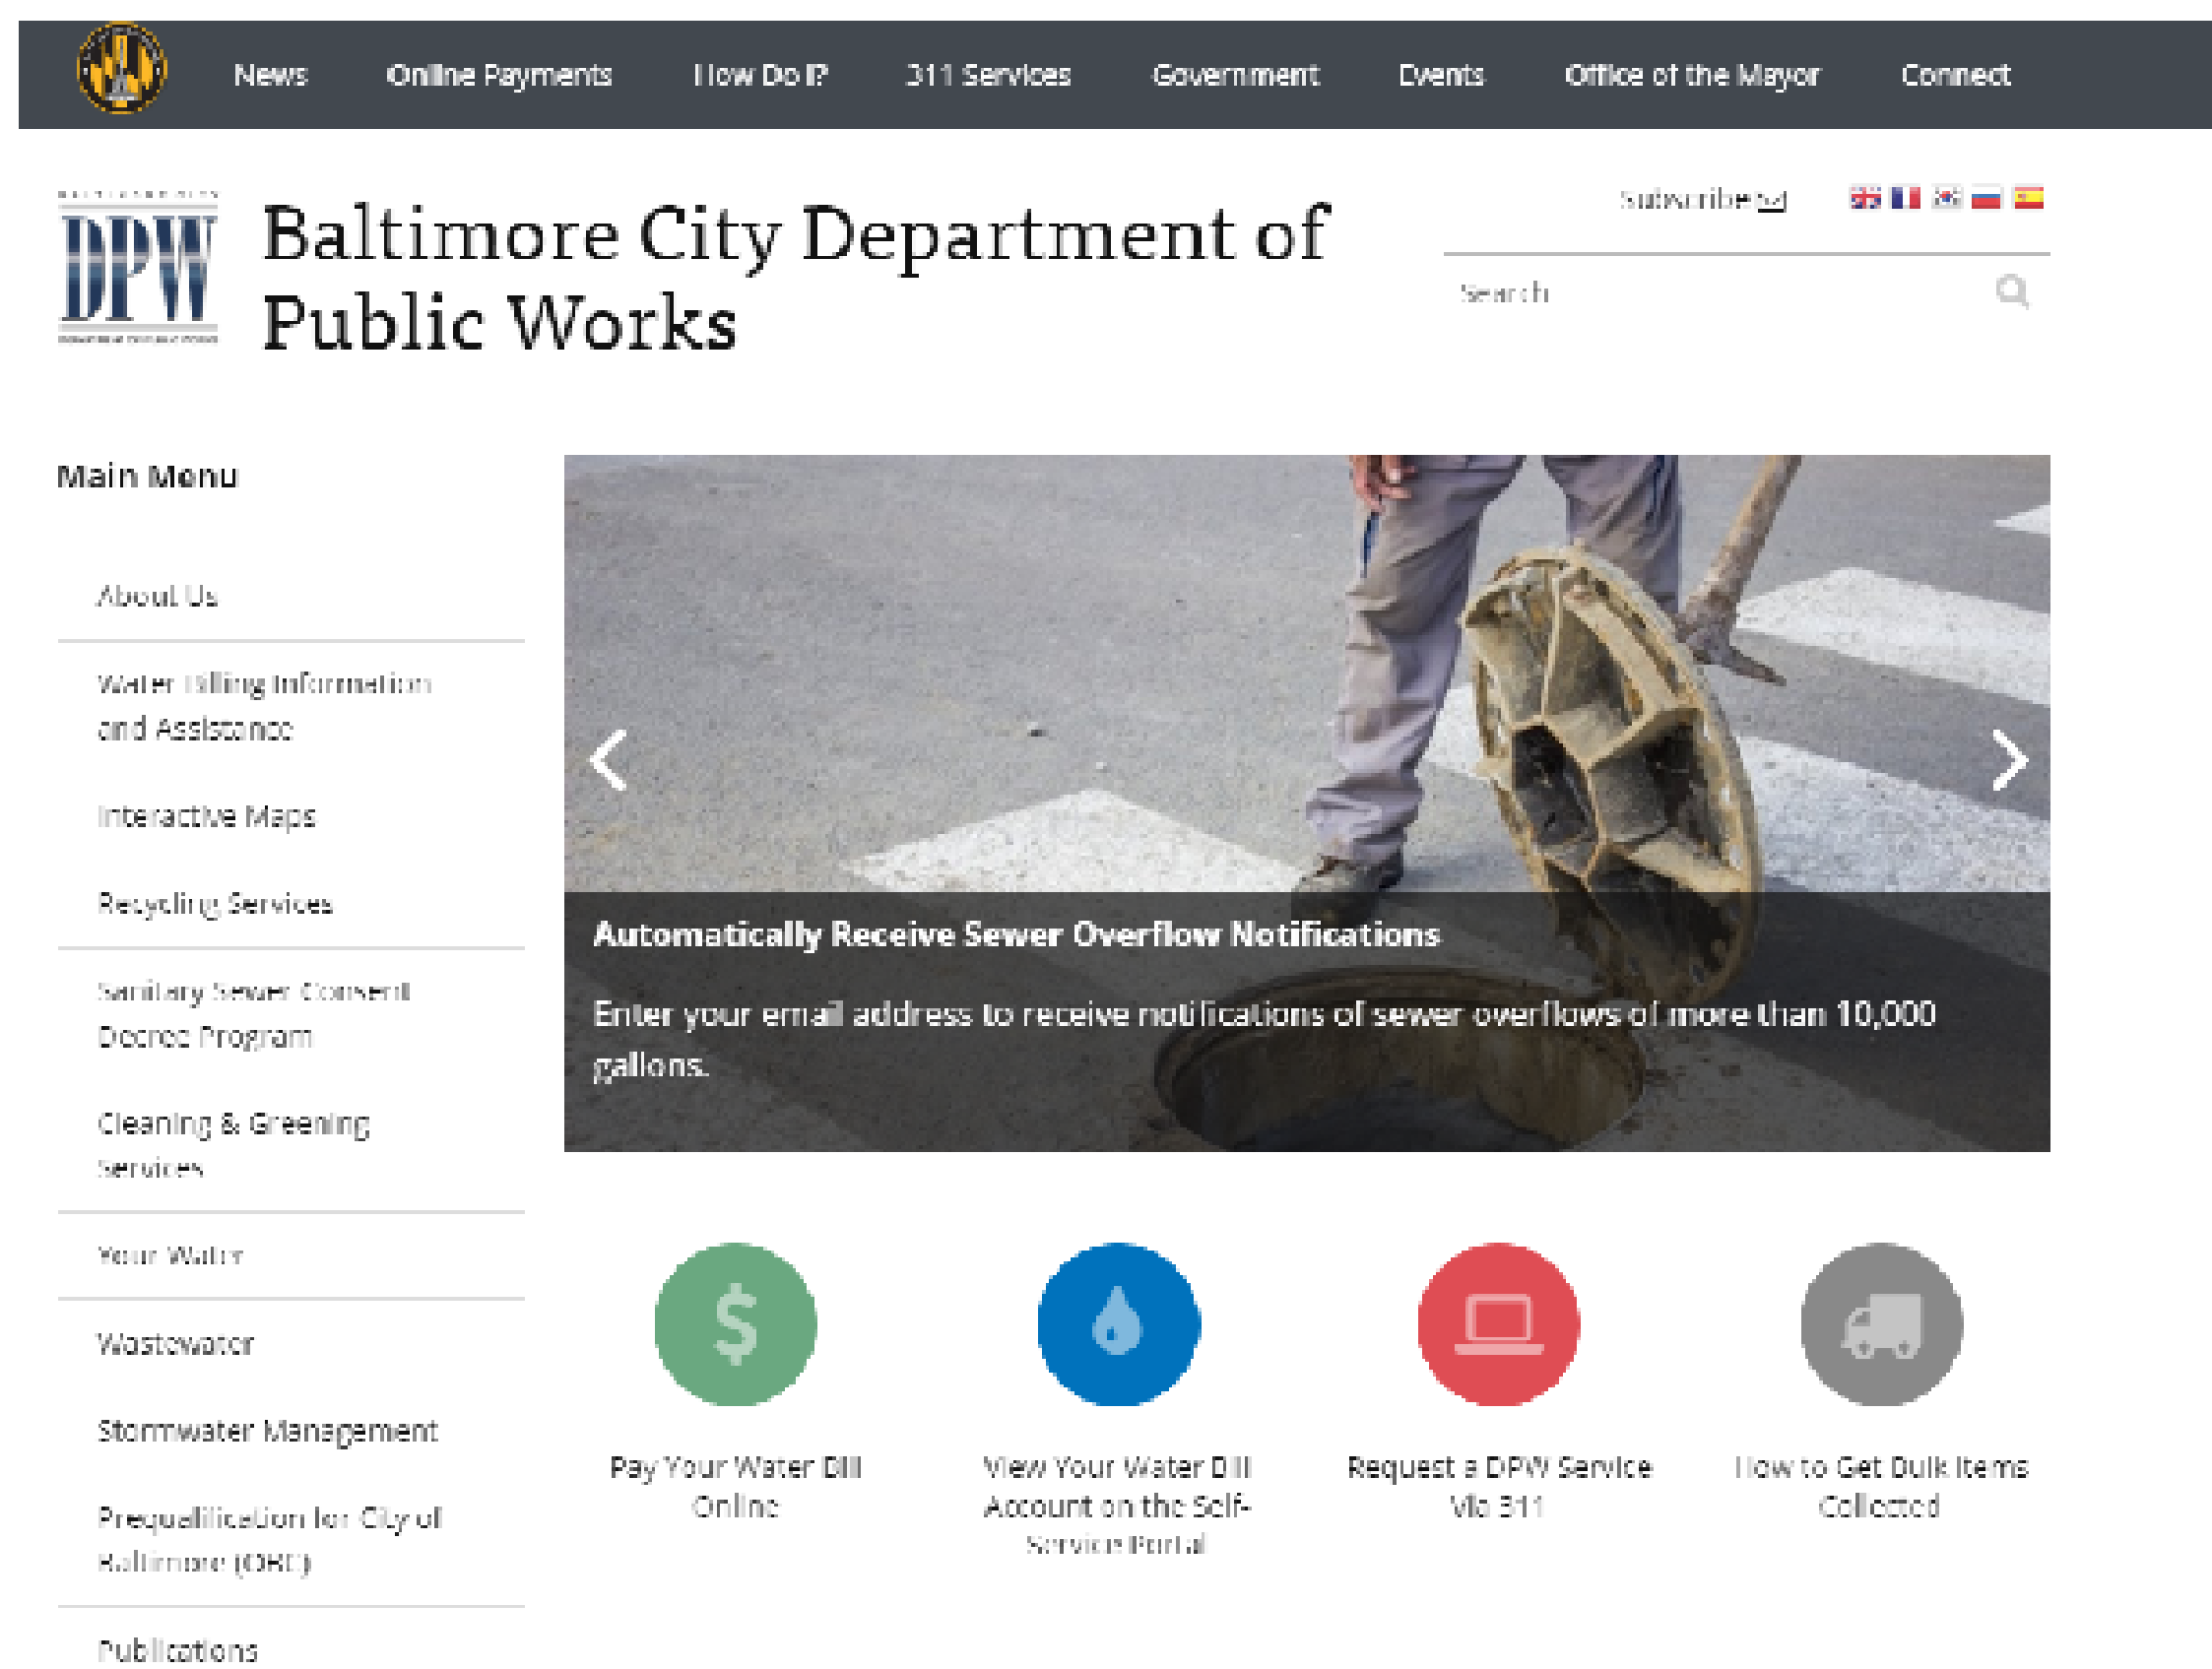 News Online Payments How Do I? 311 Services Government Events Office of the Mayor Connect
DPW
Baltimore City Department of
Public Works
Subscribe
Search
Main Menu
About Us
Water Billing Information
and Assistance
Interactive Maps
Recycling Services
Sanitary Sewer Consent
Decree Program
Cleaning & Greening
Services
Your Water
Wastewater
Stormwater Management
Prequalification for City of
Baltimore (OBC)
Publications
Automatically Receive Sewer Overflow Notifications
Enter your email address to receive notifications of sewer overflows of more than 10,000
gallons.
Pay Your Water Bill
Online
View Your Water Bill
Account on the Self-
Service Portal
Request a DPW Service
Via 311
How to Get Bulk Items
Collected